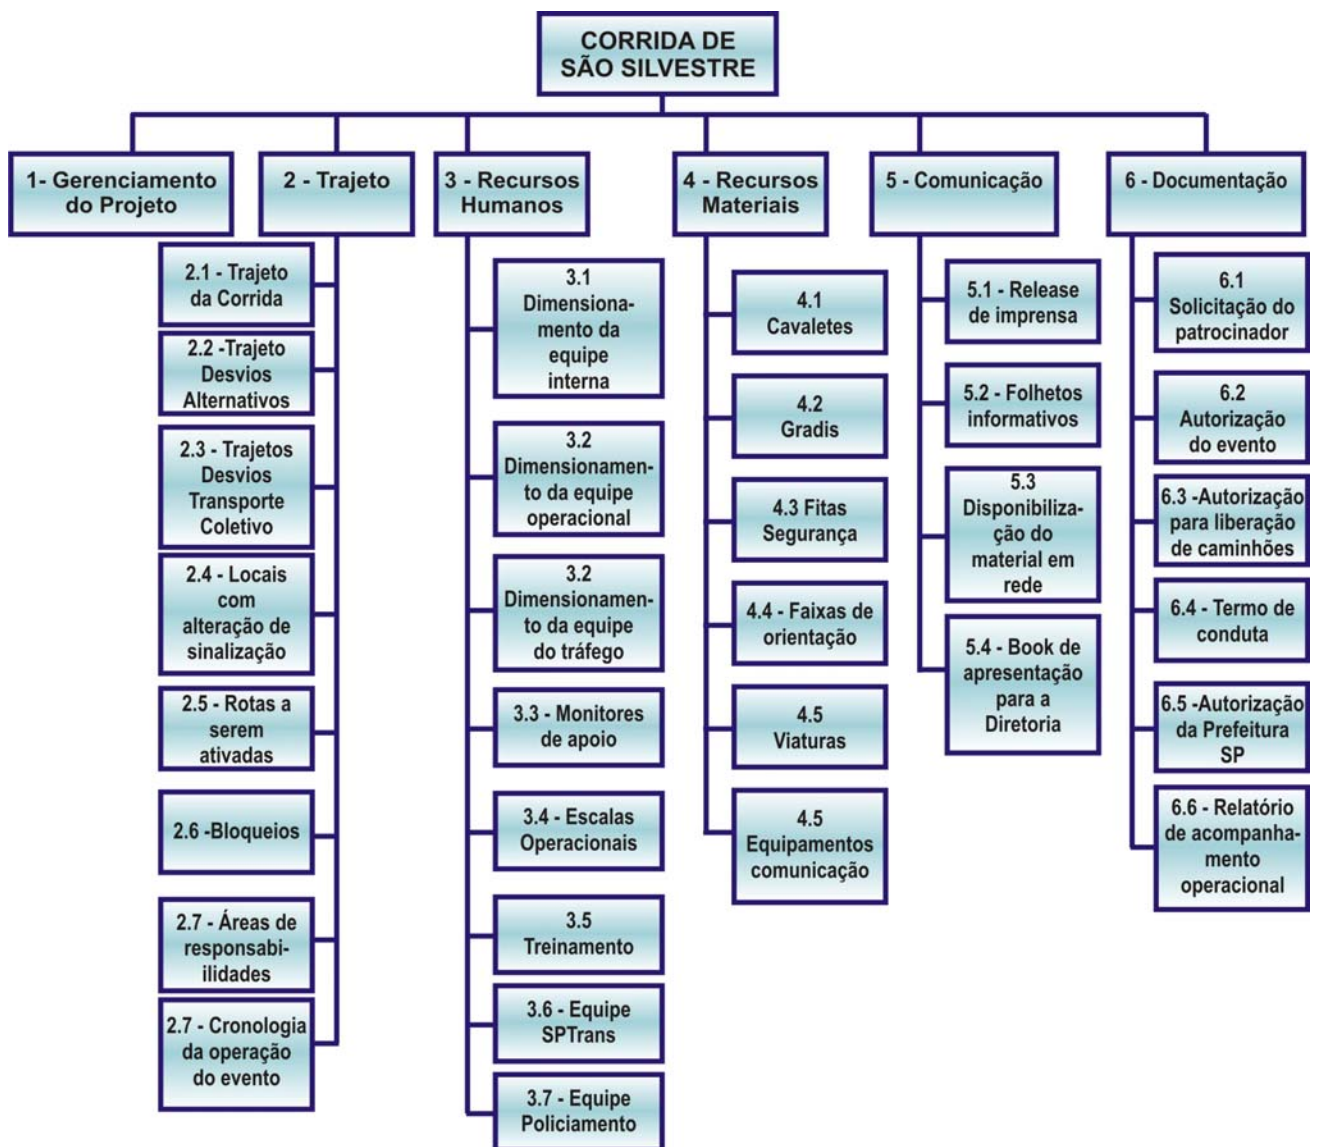 CORRIDA DE
SÃO SILVESTRE
1- Gerenciamento
do Projeto
2 - Trajeto
3 - Recursos
Humanos
4 - Recursos
Materiais
5 - Comunicação
6 - Documentação
2.1 - Trajeto
da Corrida
2.2 -Trajeto
Desvios
Alternativos
2.3 - Trajetos
Desvios
Transporte
Coletivo
2.4 - Locais
com
alteração de
sinalização
2.5 - Rotas a
serem
ativadas
2.6 -Bloqueios
2.7 - Áreas de
responsabi-
ilidades
2.7 - Cronologia
da operação
do evento
3.1
Dimensiona-
mento da
equipe
interna
3.2
Dimensionamen-
to da equipe
operacional
3.2
Dimensionamen-
to da equipe
do tráfego
3.3 - Monitores
de apoio
3.4 - Escalas
Operacionais
3.5
Treinamento
3.6 - Equipe
SPTrans
3.7 - Equipe
Policiamento
4.1
Cavaletes
4.2
Gradis
4.3 Fitas
Segurança
4.4 - Faixas de
orientação
4.5
Viaturas
4.5
Equipamentos
comunicação
5.1 - Release
de imprensa
5.2 - Folhetos
informativos
5.3
Disponibiliza-
ção do
material em
rede
5.4 - Book de
apresentação
para a
Diretoria
6.1
Solicitação do
patrocinador
6.2
Autorização
do evento
6.3 -Autorização
para liberação
de caminhões
6.4 - Termo de
conduta
6.5 -Autorização
da Prefeitura
SP
6.6 - Relatório
de acompanha-
mento
operacional